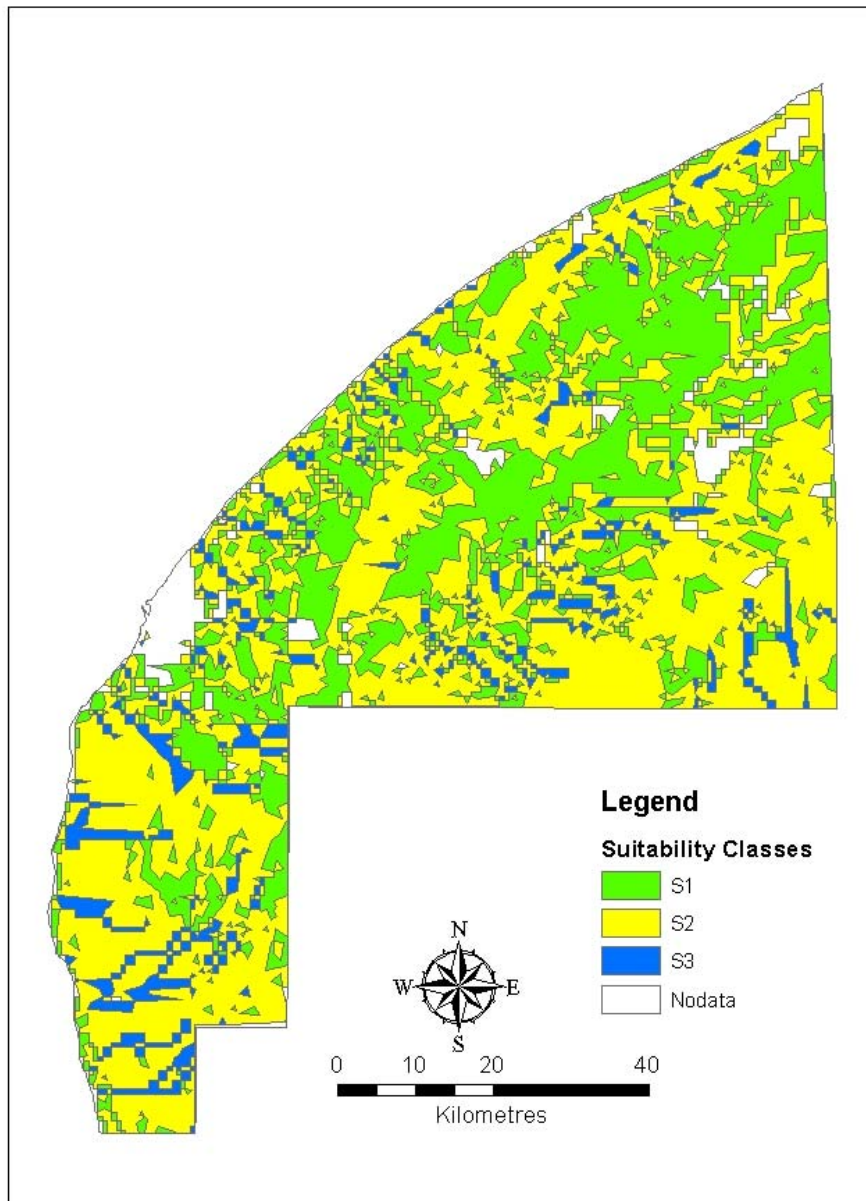 Legend
Suitability Classes
S1
S2
S3
Nodata
N
W E
S
0 10 20 40
Kilometres